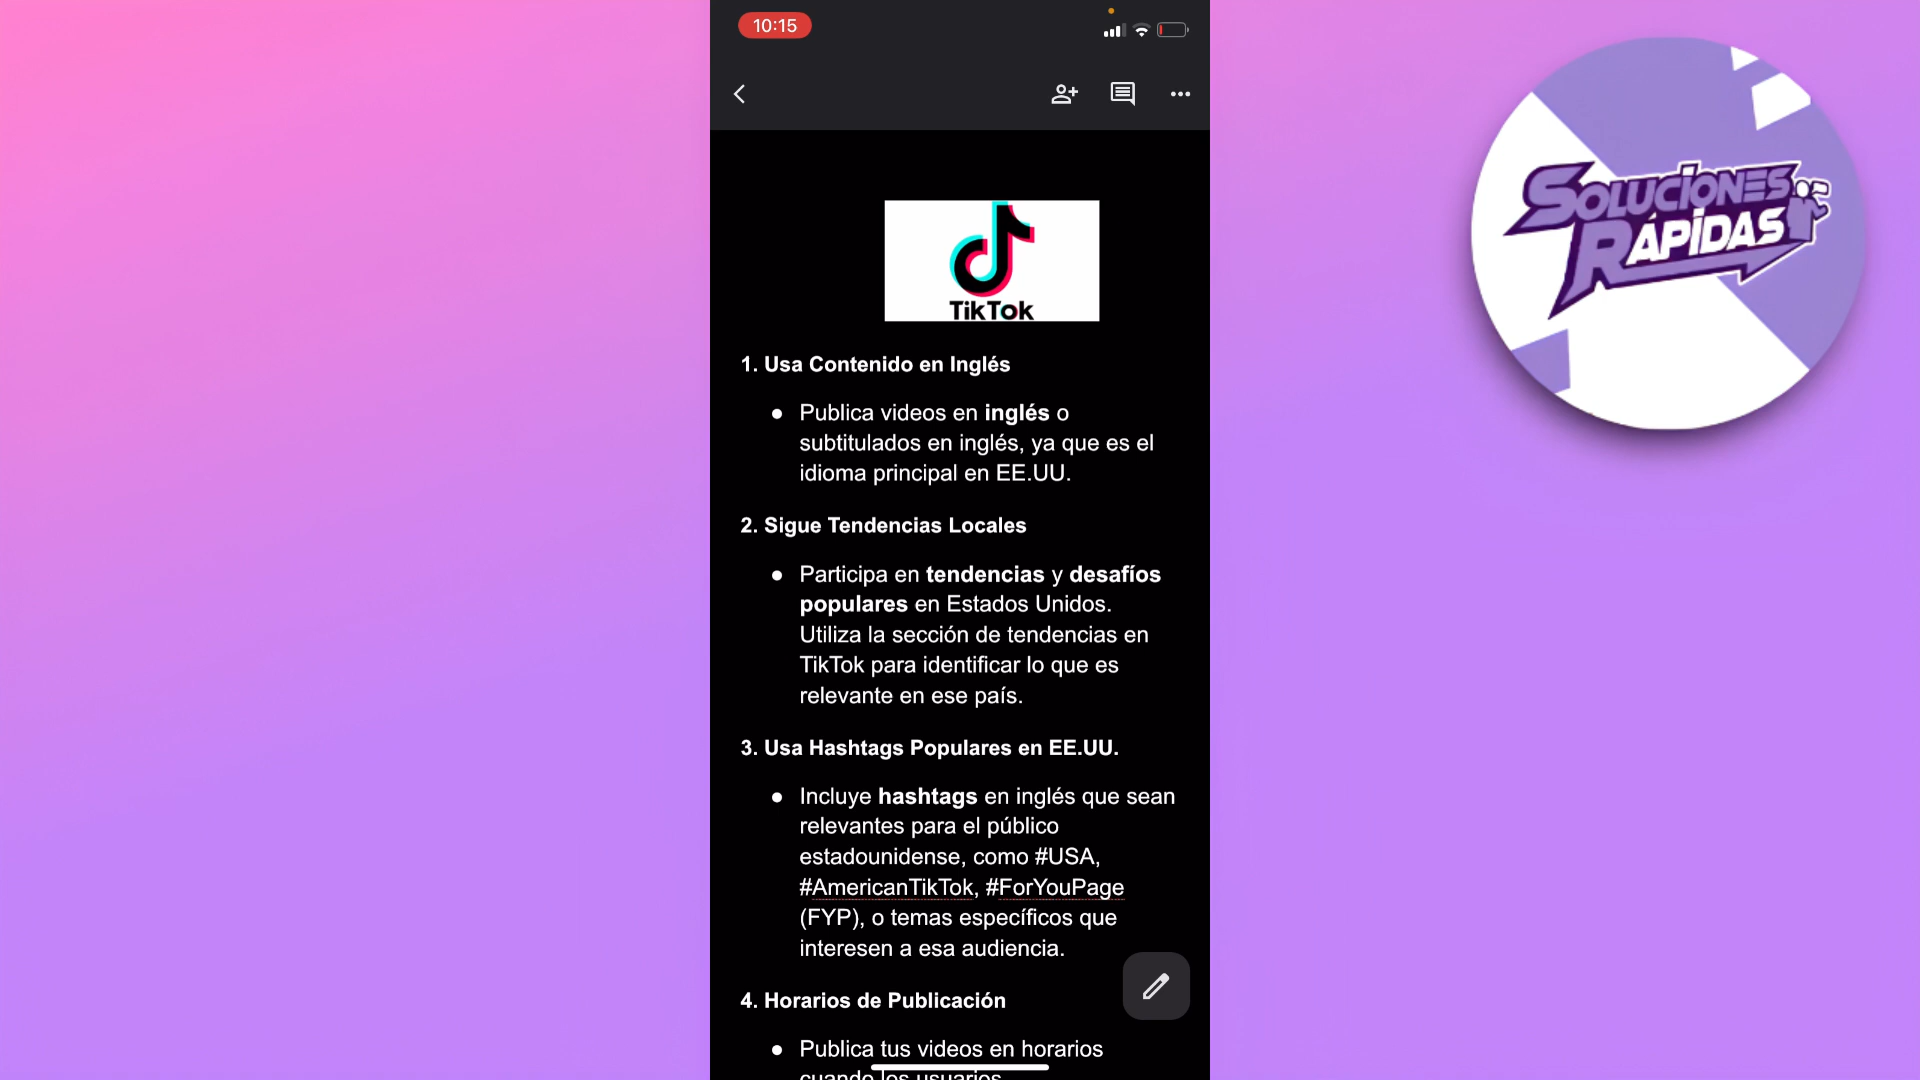 10:15
SOLUCIONES
RÁPIDAS
TikTok
1. Usa Contenido en Inglés
● Publica videos en inglés o
subtitulados en inglés, ya que es el
idioma principal en EE.UU.
2. Sigue Tendencias Locales
● Participa en tendencias y desafíos
populares en Estados Unidos.
Utiliza la sección de tendencias en
TikTok para identificar lo que es
relevante en ese país.
3. Usa Hashtags Populares en EE.UU.
● Incluye hashtags en inglés que sean
relevantes para el público
estadounidense, como #USA,
#AmericanTikTok, #ForYouPage
(FYP), o temas específicos que
interesen a esa audiencia.
4. Horarios de Publicación
● Publica tus videos en horarios
cuando los usuarios